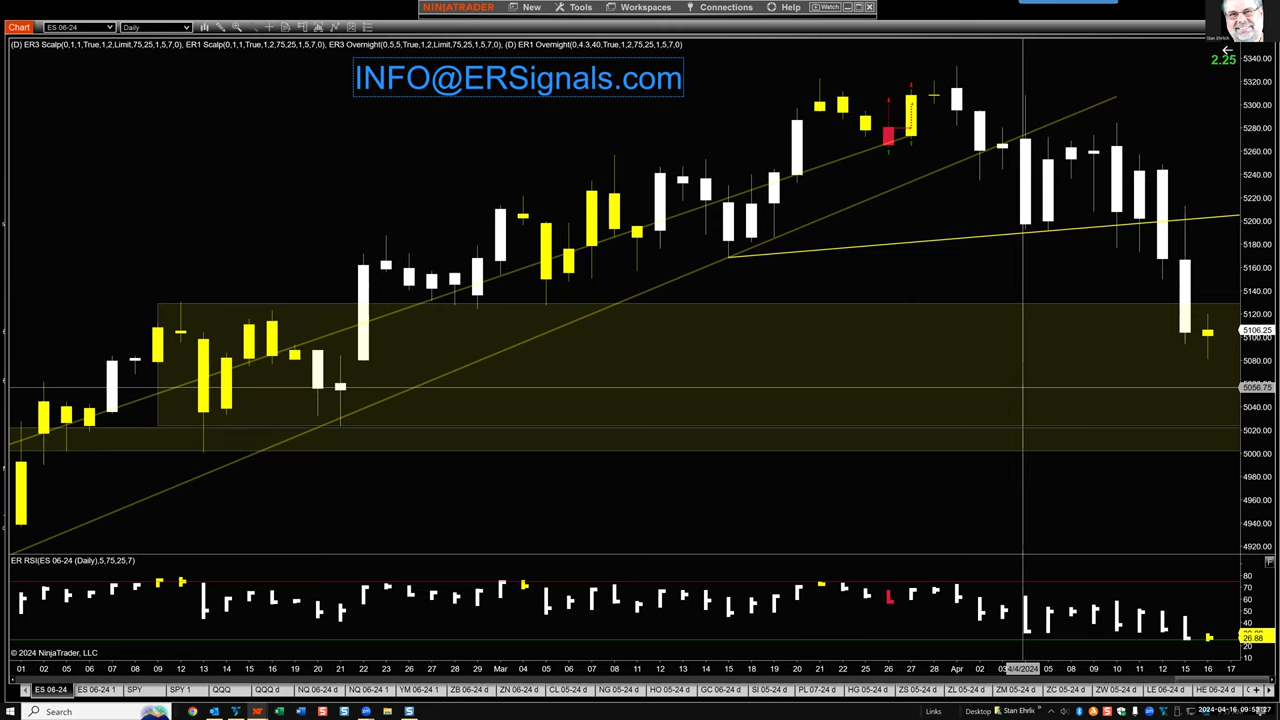 NINJATRADER New Tools Workspaces Connections Help Watch
Chart ES 06-24 Daily
Stan Ehrlich
(D) ER3 Scalp(0,1,1,True,1,2,Limit,75,25,1,5,7,0), ER1 Scalp(0,1,1,True,1,2,75,25,1,5,7,0), ER3 Overnight(0,5,5,True,1,2,Limit,75,25,1,5,7,0), (D) ER1 Overnight(0,4.3,40,True,1,2,75,25,1,5,7,0)
2.25
INFO@ERSignals.com
5340.00
5320.00
5300.00
5280.00
5260.00
5240.00
5220.00
5200.00
5180.00
5160.00
5140.00
5120.00
5106.25
5100.00
5080.00
5056.75
5040.00
5020.00
5000.00
4980.00
4960.00
4940.00
4920.00
ER RSI(ES 06-24 (Daily),5,75,25,7)
F
80
70
60
50
40
26.88
20
10
© 2024 NinjaTrader, LLC
01 02 05 06 07 08 09 12 13 14 15 16 19 20 21 22 23 26 27 28 29 Mar 04 05 06 07 08 11 12 13 14 15 18 19 20 21 22 25 26 27 28 Apr 02 03 4/4/2024 05 08 09 10 11 12 15 16 17
ES 06-24 ES 06-24 1 SPY SPY 1 QQQ QQQ d NQ 06-24 d NQ 06-24 1 YM 06-24 1 ZB 06-24 d ZN 06-24 d CL 05-24 d NG 05-24 d HO 05-24 d GC 06-24 d SI 05-24 d PL 07-24 d HG 05-24 d ZS 05-24 d ZL 05-24 d ZM 05-24 d ZC 05-24 d ZW 05-24 d LE 06-24 d HE 06-24 d
Search Links Desktop Stan Ehrlic